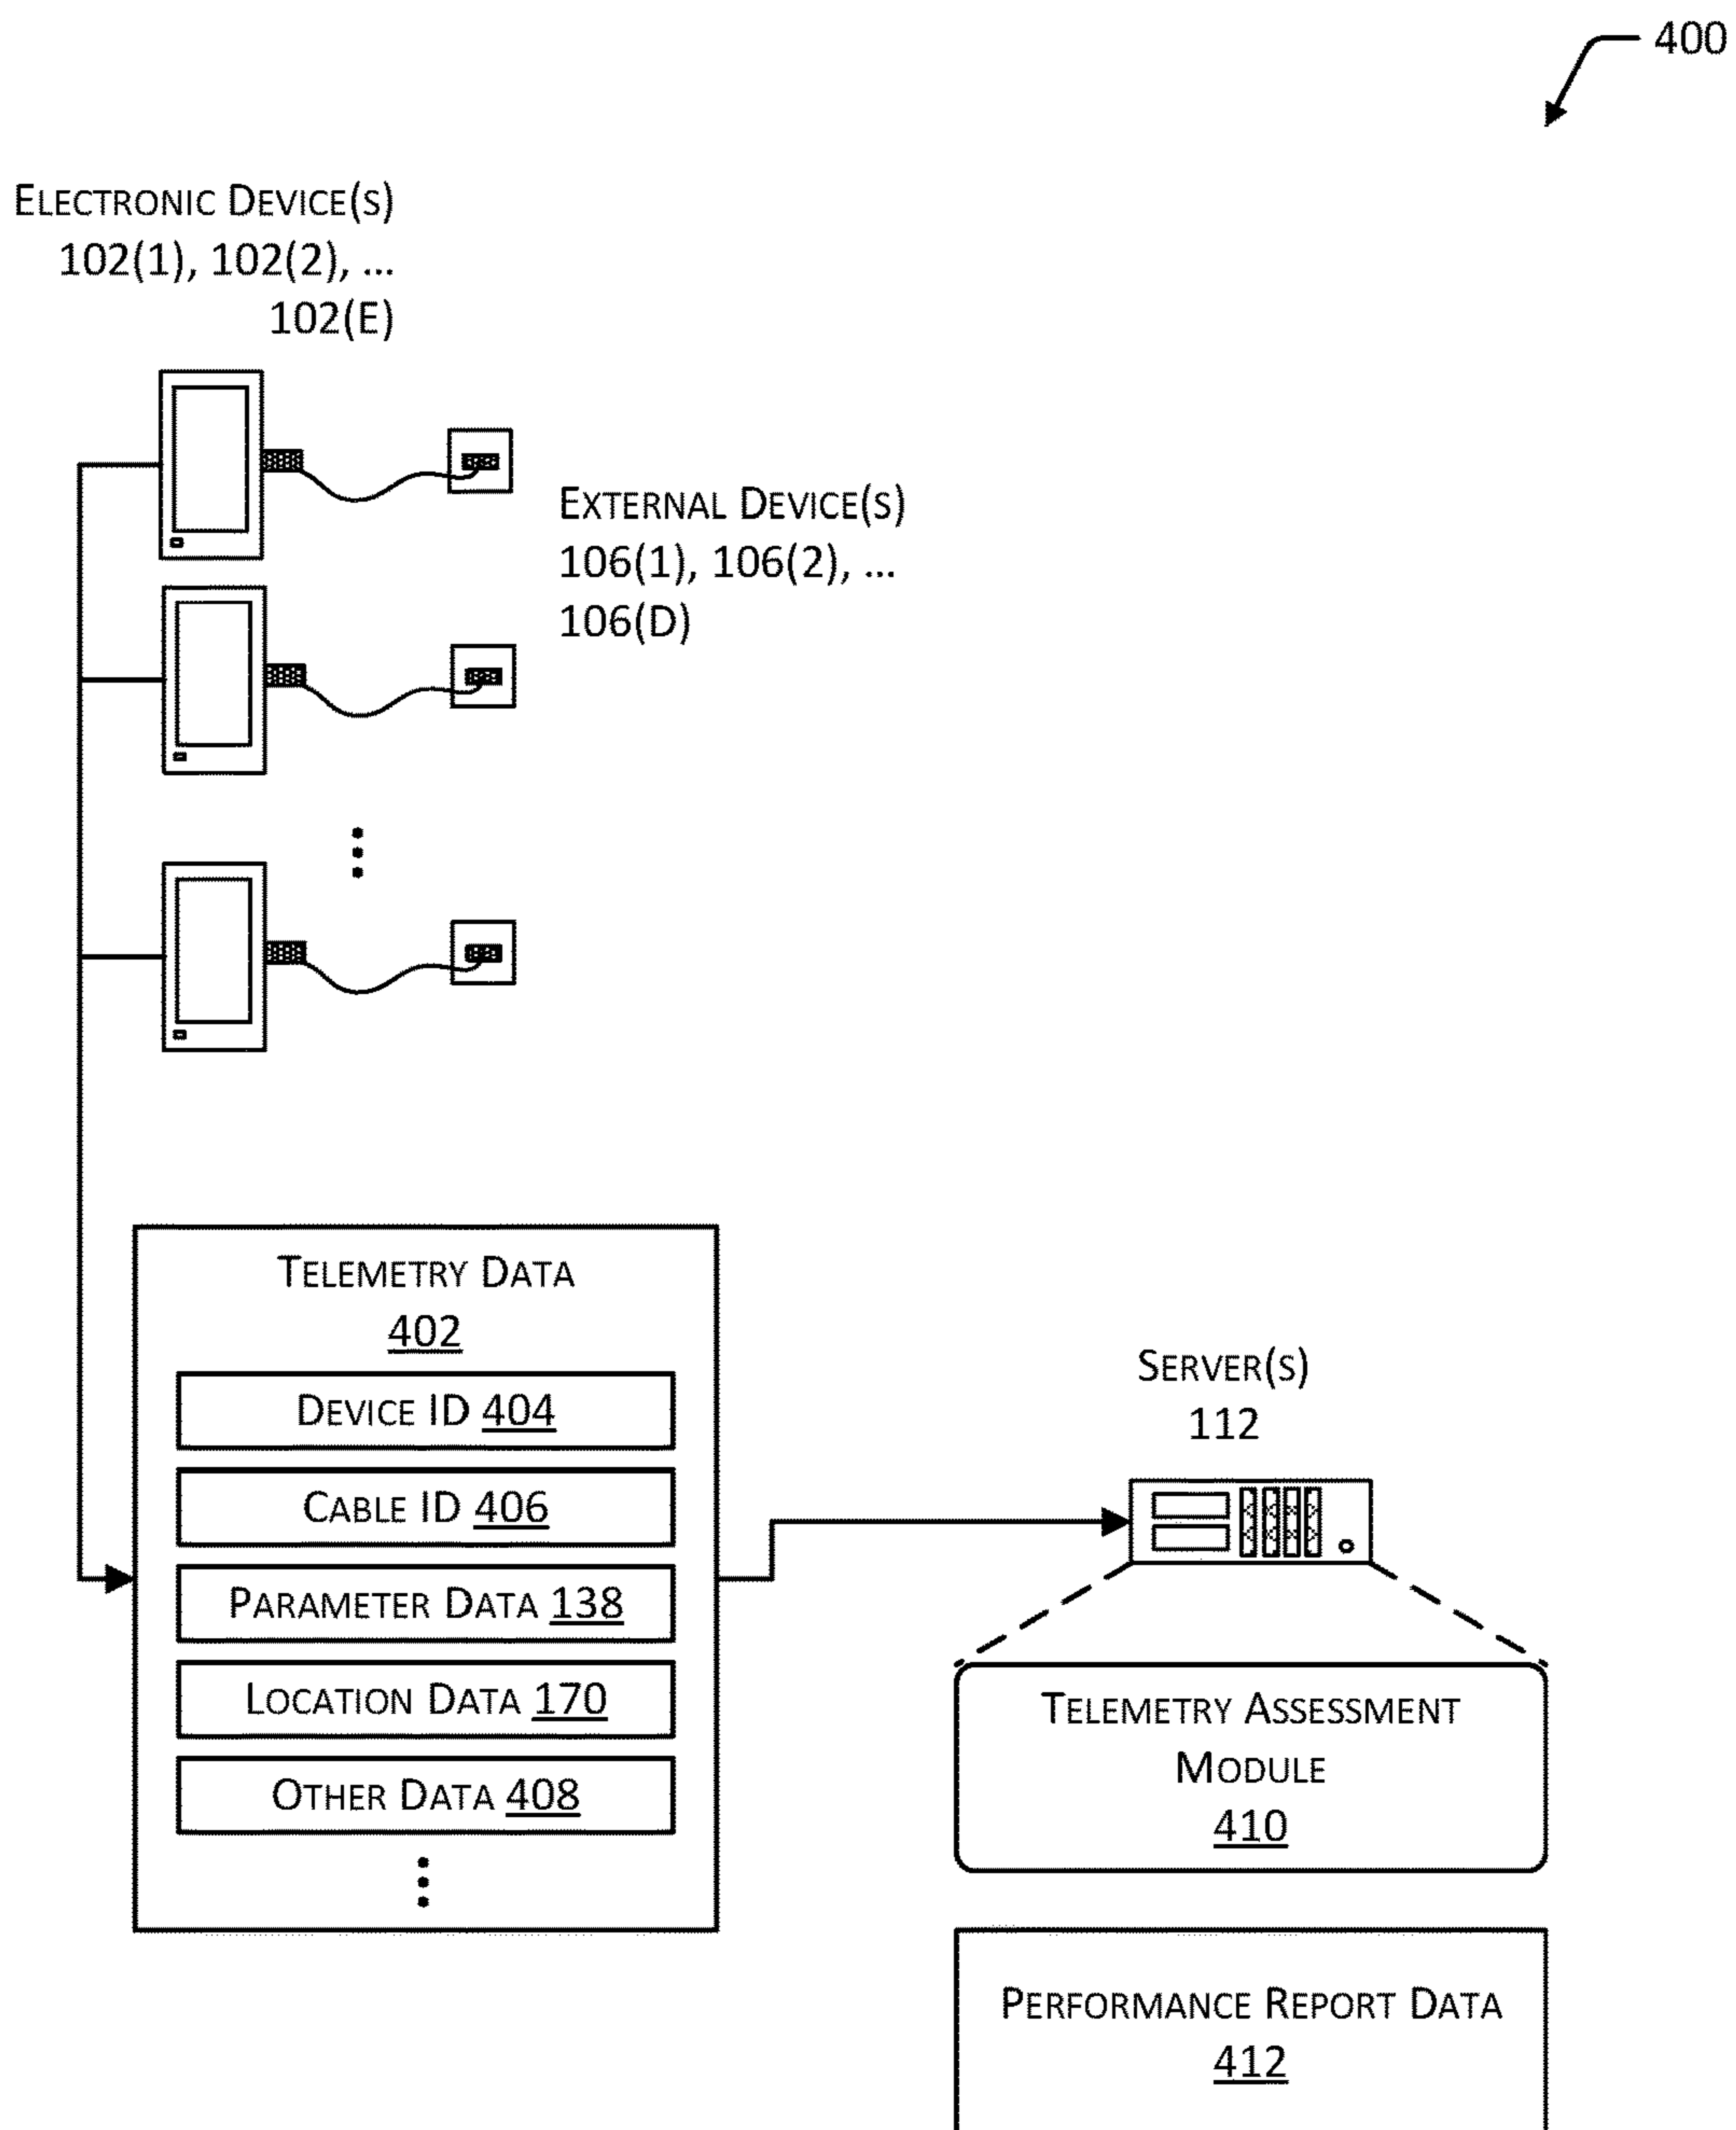 400
ELECTRONIC DEVICE(S)
102(1), 102(2), ...
102(E)
EXTERNAL DEVICE(S)
106(1), 106(2), ...
106(D)
TELEMETRY DATA
402
DEVICE ID 404
CABLE ID 406
PARAMETER DATA 138
LOCATION DATA 170
OTHER DATA 408
SERVER(S)
112
TELEMETRY ASSESSMENT
MODULE
410
PERFORMANCE REPORT DATA
412